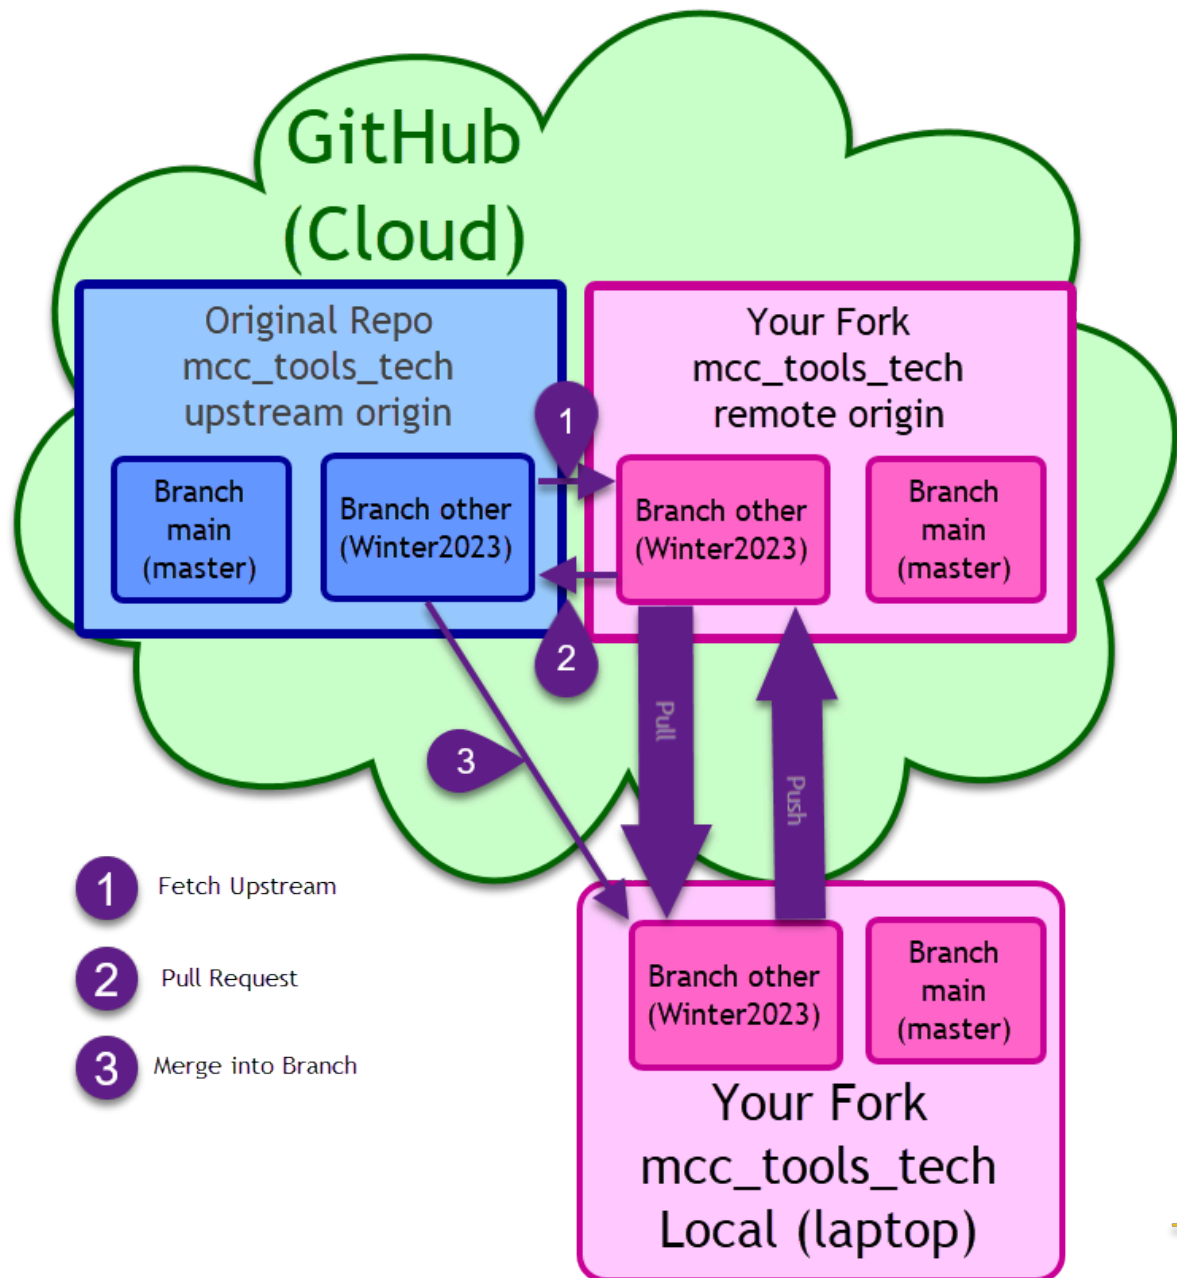 GitHub
(Cloud)
Original Repo
mcc_tools_tech
upstream origin
Branch
main
(master)
Branch other
(Winter2023)
Your Fork
mcc_tools_tech
remote origin
Branch other
(Winter2023)
Branch
main
(master)
1
2
3
Pull
Push
1 Fetch Upstream
2 Pull Request
3 Merge into Branch
Branch other
(Winter2023)
Branch
main
(master)
Your Fork
mcc_tools_tech
Local (laptop)